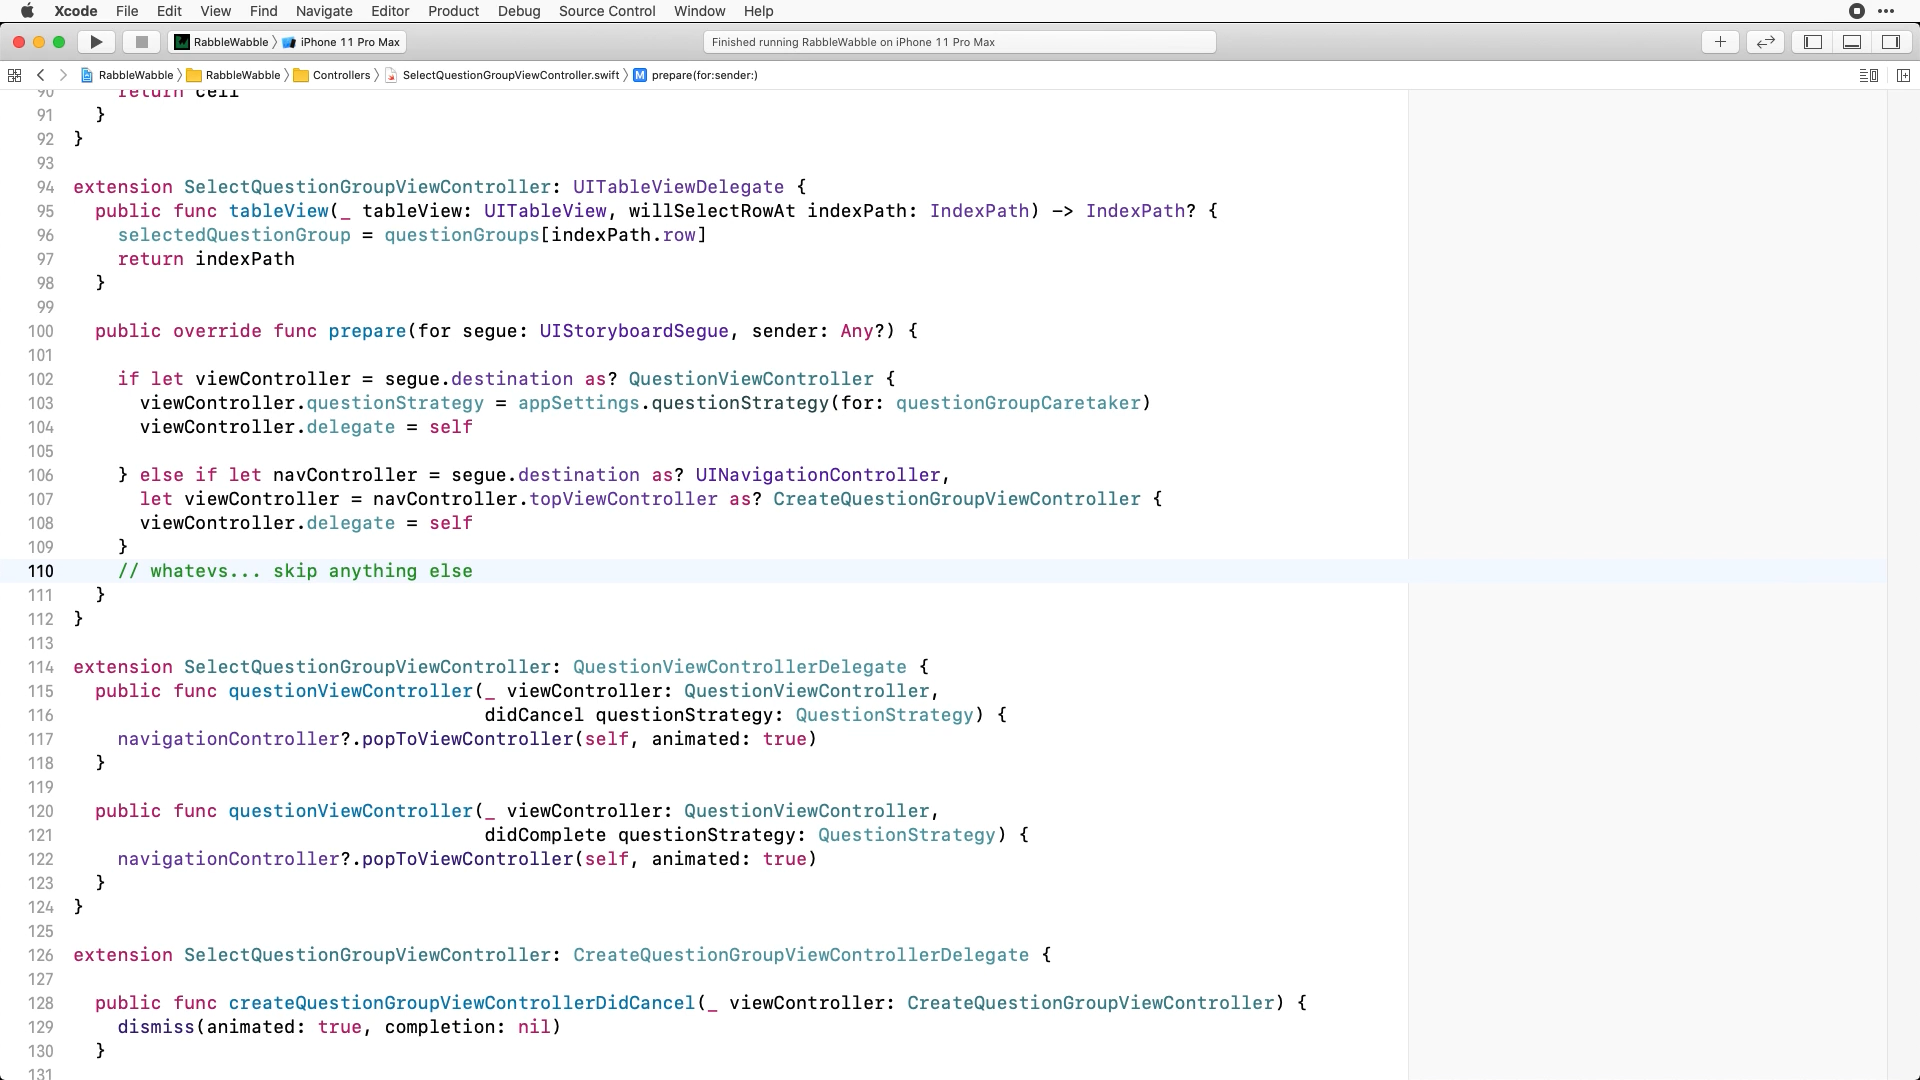 Xcode File Edit View Find Navigate Editor Product Debug Source Control Window Help
RabbleWabble iPhone 11 Pro Max Finished running RabbleWabble on iPhone 11 Pro Max
RabbleWabble RabbleWabble Controllers SelectQuestionGroupViewController.swift M prepare(for:sender:)
90 return cell
91 }
92 }
93
94 extension SelectQuestionGroupViewController: UITableViewDelegate {
95 public func tableView(_ tableView: UITableView, willSelectRowAt indexPath: IndexPath) -> IndexPath? {
96 selectedQuestionGroup = questionGroups[indexPath.row]
97 return indexPath
98 }
99
100 public override func prepare(for segue: UIStoryboardSegue, sender: Any?) {
101
102 if let viewController = segue.destination as? QuestionViewController {
103 viewController.questionStrategy = appSettings.questionStrategy(for: questionGroupCaretaker)
104 viewController.delegate = self
105
106 } else if let navController = segue.destination as? UINavigationController,
107 let viewController = navController.topViewController as? CreateQuestionGroupViewController {
108 viewController.delegate = self
109 }
110 // whatevs... skip anything else
111 }
112 }
113
114 extension SelectQuestionGroupViewController: QuestionViewControllerDelegate {
115 public func questionViewController(_ viewController: QuestionViewController,
116 didCancel questionStrategy: QuestionStrategy) {
117 navigationController?.popToViewController(self, animated: true)
118 }
119
120 public func questionViewController(_ viewController: QuestionViewController,
121 didComplete questionStrategy: QuestionStrategy) {
122 navigationController?.popToViewController(self, animated: true)
123 }
124 }
125
126 extension SelectQuestionGroupViewController: CreateQuestionGroupViewControllerDelegate {
127
128 public func createQuestionGroupViewControllerDidCancel(_ viewController: CreateQuestionGroupViewController) {
129 dismiss(animated: true, completion: nil)
130 }
131